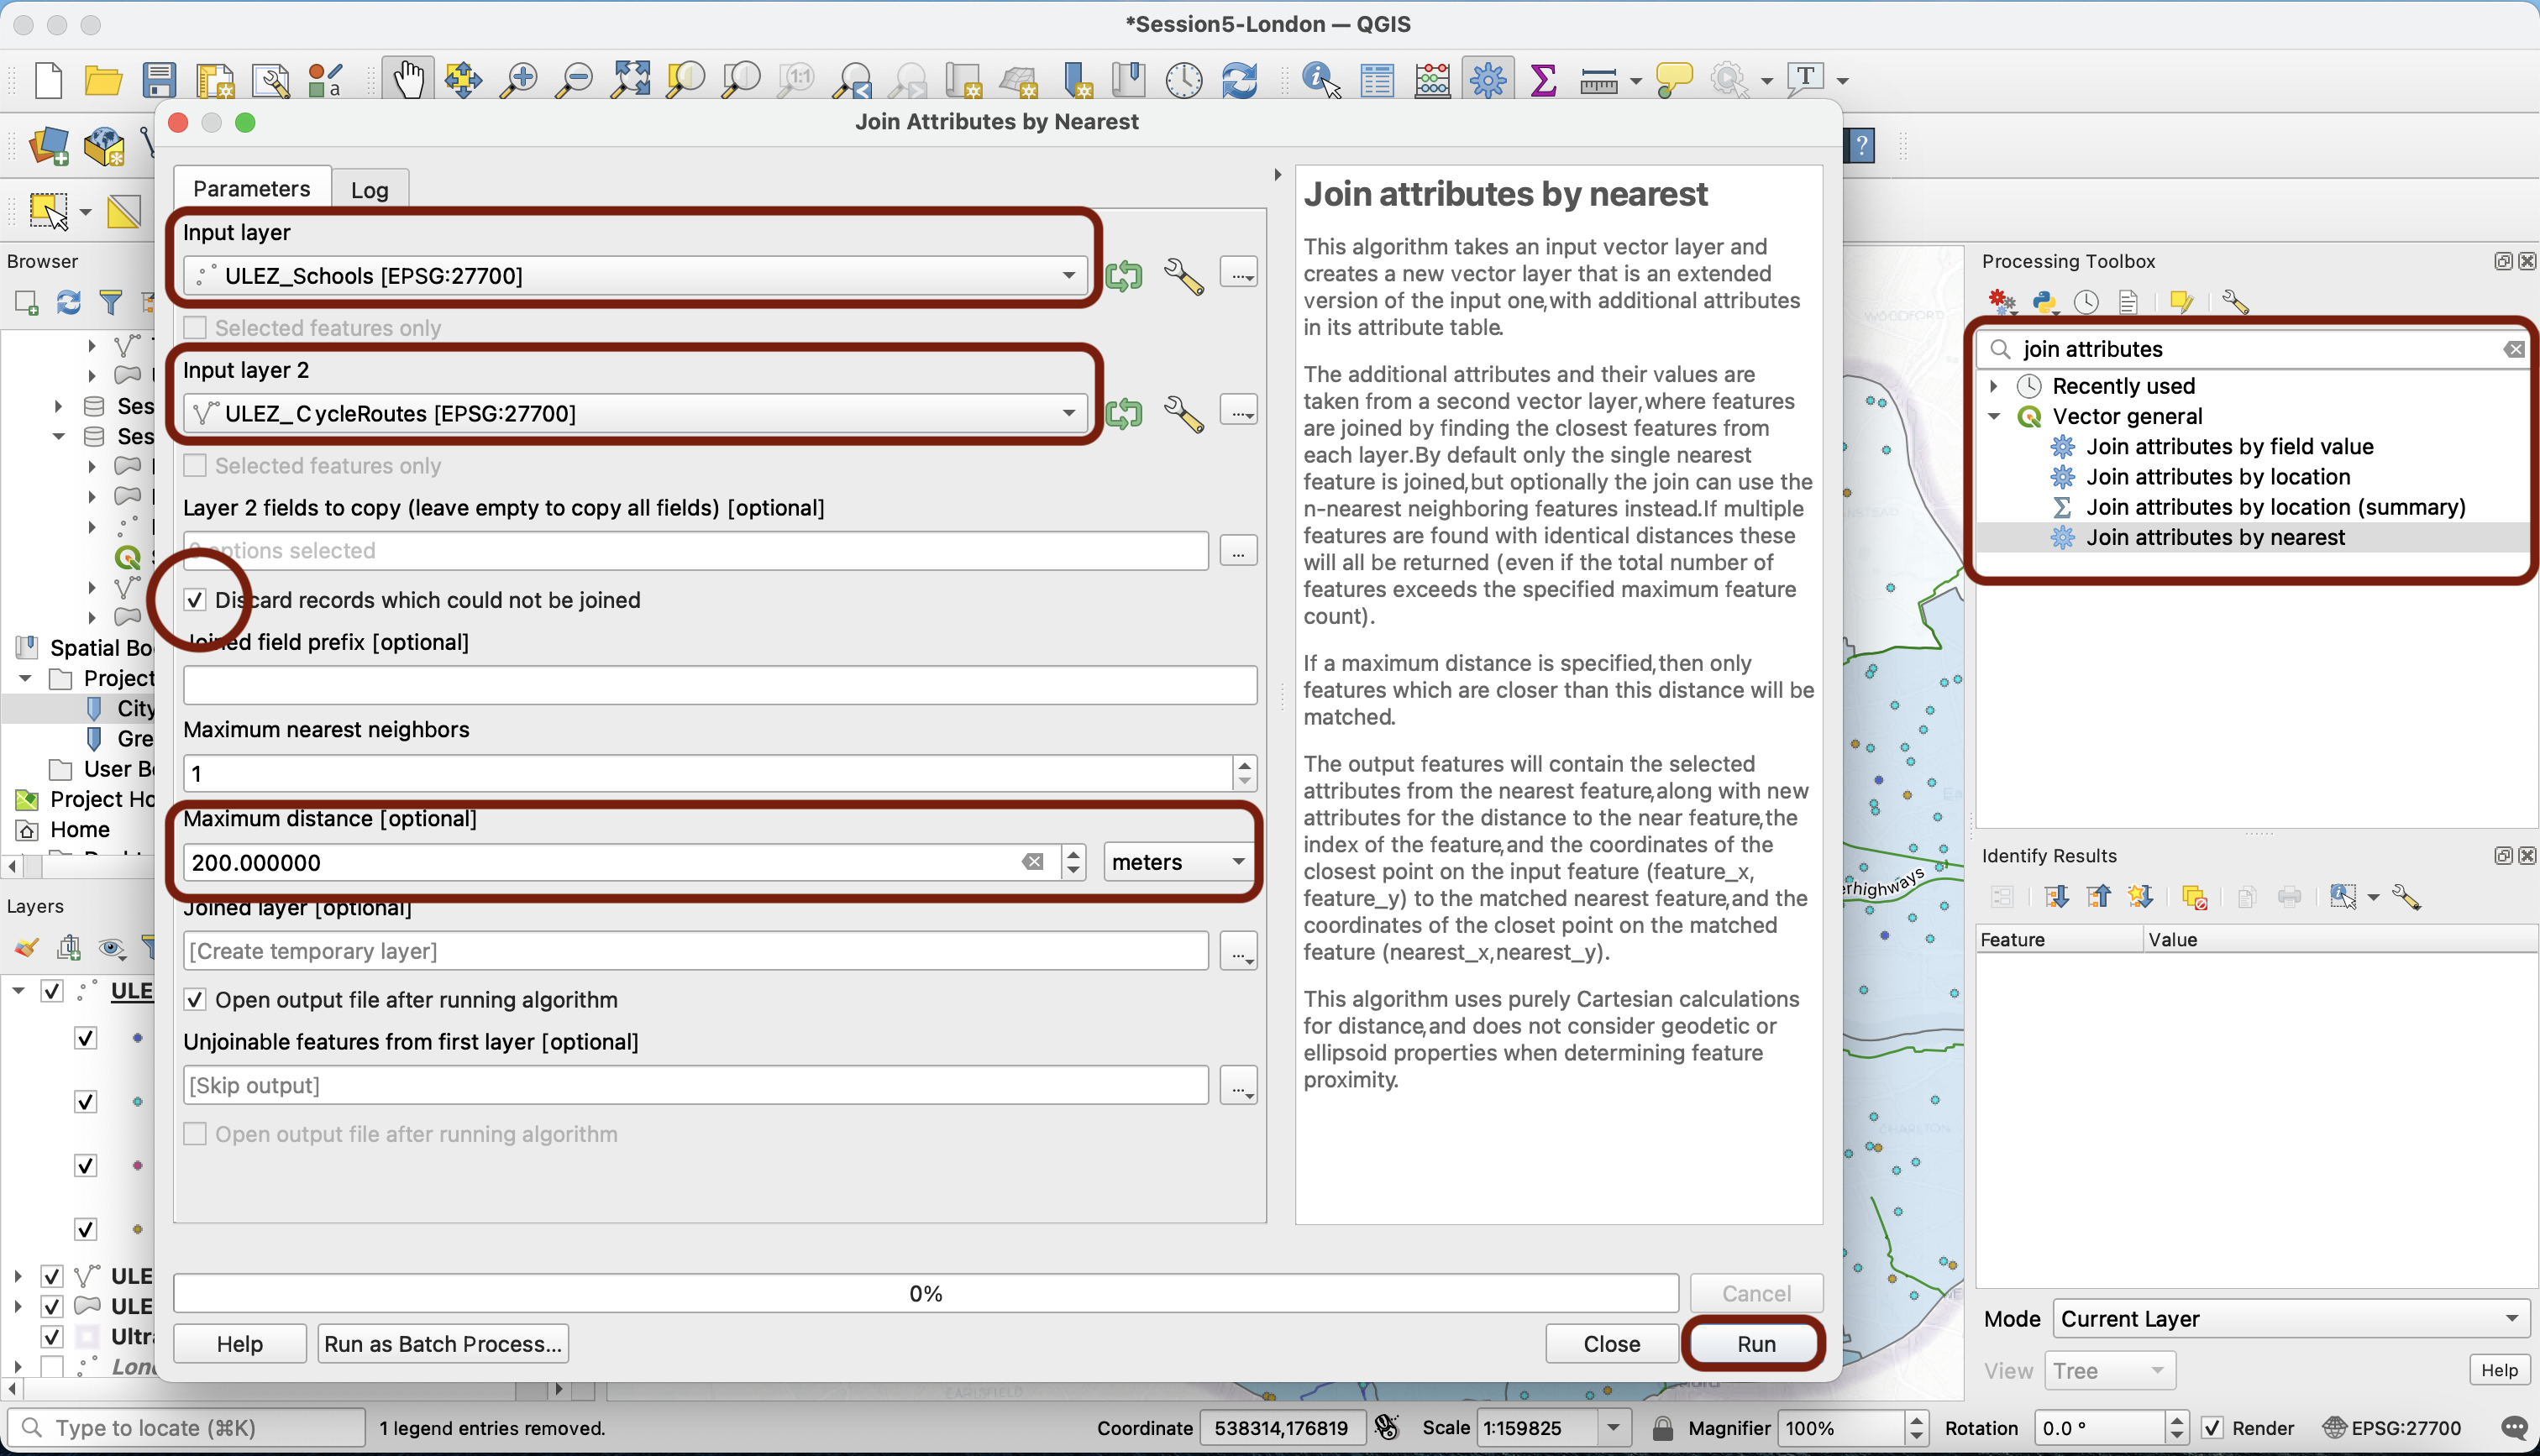 *Session5-London — QGIS
Join Attributes by Nearest
Parameters
Log
Input layer
ULEZ_Schools [EPSG:27700]
Selected features only
Input layer 2
ULEZ_CycleRoutes [EPSG:27700]
Selected features only
Layer 2 fields to copy (leave empty to copy all fields) [optional]
options selected
Discard records which could not be joined
Joined field prefix [optional]
Maximum nearest neighbors
1
Maximum distance [optional]
200.000000
meters
Joined layer [optional]
[Create temporary layer]
Open output file after running algorithm
Unjoinable features from first layer [optional]
[Skip output]
Open output file after running algorithm
0%
Cancel
Help
Run as Batch Process...
Close
Run
Join attributes by nearest
This algorithm takes an input vector layer and
creates a new vector layer that is an extended
version of the input one,with additional attributes
in its attribute table.
The additional attributes and their values are
taken from a second vector layer,where features
are joined by finding the closest features from
each layer.By default only the single nearest
feature is joined,but optionally the join can use the
n-nearest neighboring features instead.If multiple
features are found with identical distances these
will all be returned (even if the total number of
features exceeds the specified maximum feature
count).
If a maximum distance is specified,then only
features which are closer than this distance will be
matched.
The output features will contain the selected
attributes from the nearest feature,along with new
attributes for the distance to the near feature,the
index of the feature,and the coordinates of the
closest point on the input feature (feature_x,
feature_y) to the matched nearest feature,and the
coordinates of the closet point on the matched
feature (nearest_x,nearest_y).
This algorithm uses purely Cartesian calculations
for distance,and does not consider geodetic or
ellipsoid properties when determining feature
proximity.
Browser
Ses
Ses
Spatial Bo
Project
City
Gre
User B
Project Ho
Home
Layers
ULE
ULE
ULE
Ultr
Lon
WOODFORD
erhighways
CHARLTON
EARLSFIELD
Processing Toolbox
join attributes
Recently used
Vector general
Join attributes by field value
Join attributes by location
Join attributes by location (summary)
Join attributes by nearest
Identify Results
Feature
Value
Mode
Current Layer
View
Tree
Help
Type to locate (⌘K)
1 legend entries removed.
Coordinate
538314,176819
Scale
1:159825
Magnifier
100%
Rotation
0.0 °
Render
EPSG:27700